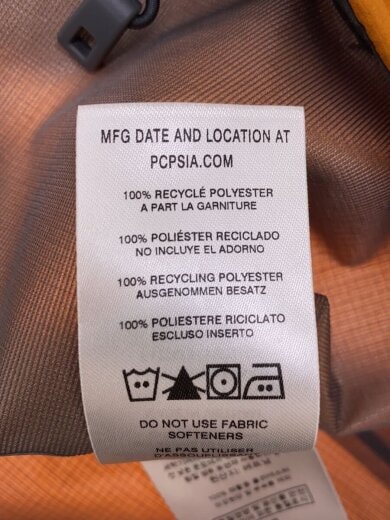 MFG DATE AND LOCATION AT
PCPSIA.COM
100% RECYCLÉ POLYESTER
A PART LA GARNITURE
100% POLIÉSTER RECICLADO
NO INCLUYE EL ADORNO
100% RECYCLING POLYESTER
AUSGENOMMEN BESATZ
100% POLIESTERE RICICLATO
ESCLUSO INSERTO
DO NOT USE FABRIC
SOFTENERS
NE PAS UTILISER
D'ASSOUPLISSANT